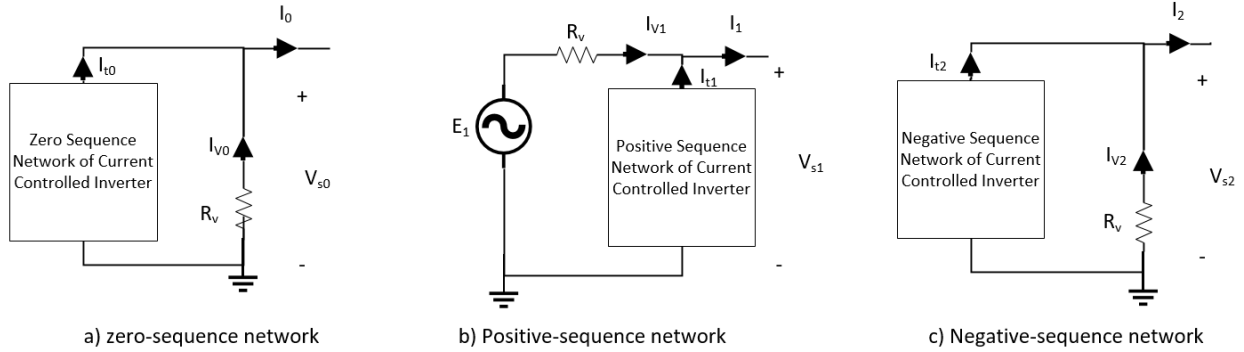 I0
It0
Zero Sequence
Network of Current
Controlled Inverter
+
IV0
Vs0
Rv
-
a) zero-sequence network
Rv
IV1
I1
It1
+
E1
Positive Sequence
Network of Current
Controlled Inverter
Vs1
-
b) Positive-sequence network
I2
It2
Negative Sequence
Network of Current
Controlled Inverter
+
IV2
Vs2
Rv
-
c) Negative-sequence network